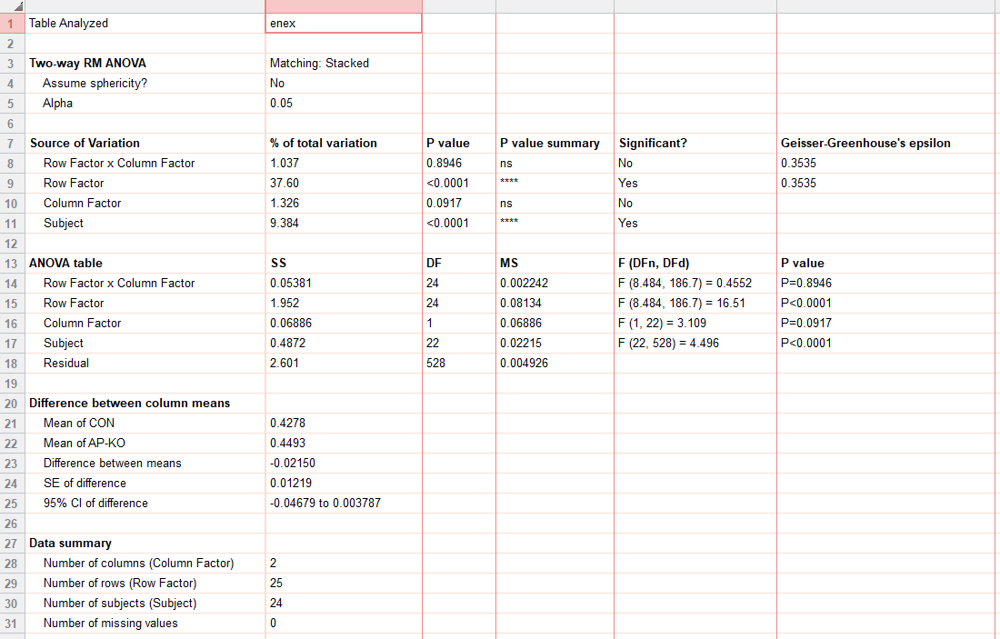 1 Table Analyzed enex
2
3 Two-way RM ANOVA Matching: Stacked
4 Assume sphericity? No
5 Alpha 0.05
6
7 Source of Variation % of total variation P value P value summary Significant? Geisser-Greenhouse's epsilon
8 Row Factor x Column Factor 1.037 0.8946 ns No 0.3535
9 Row Factor 37.60 <0.0001 **** Yes 0.3535
10 Column Factor 1.326 0.0917 ns No
11 Subject 9.384 <0.0001 **** Yes
12
13 ANOVA table SS DF MS F (DFn, DFd) P value
14 Row Factor x Column Factor 0.05381 24 0.002242 F (8.484, 186.7) = 0.4552 P=0.8946
15 Row Factor 1.952 24 0.08134 F (8.484, 186.7) = 16.51 P<0.0001
16 Column Factor 0.06886 1 0.06886 F (1, 22) = 3.109 P=0.0917
17 Subject 0.4872 22 0.02215 F (22, 528) = 4.496 P<0.0001
18 Residual 2.601 528 0.004926
19
20 Difference between column means
21 Mean of CON 0.4278
22 Mean of AP-KO 0.4493
23 Difference between means -0.02150
24 SE of difference 0.01219
25 95% CI of difference -0.04679 to 0.003787
26
27 Data summary
28 Number of columns (Column Factor) 2
29 Number of rows (Row Factor) 25
30 Number of subjects (Subject) 24
31 Number of missing values 0